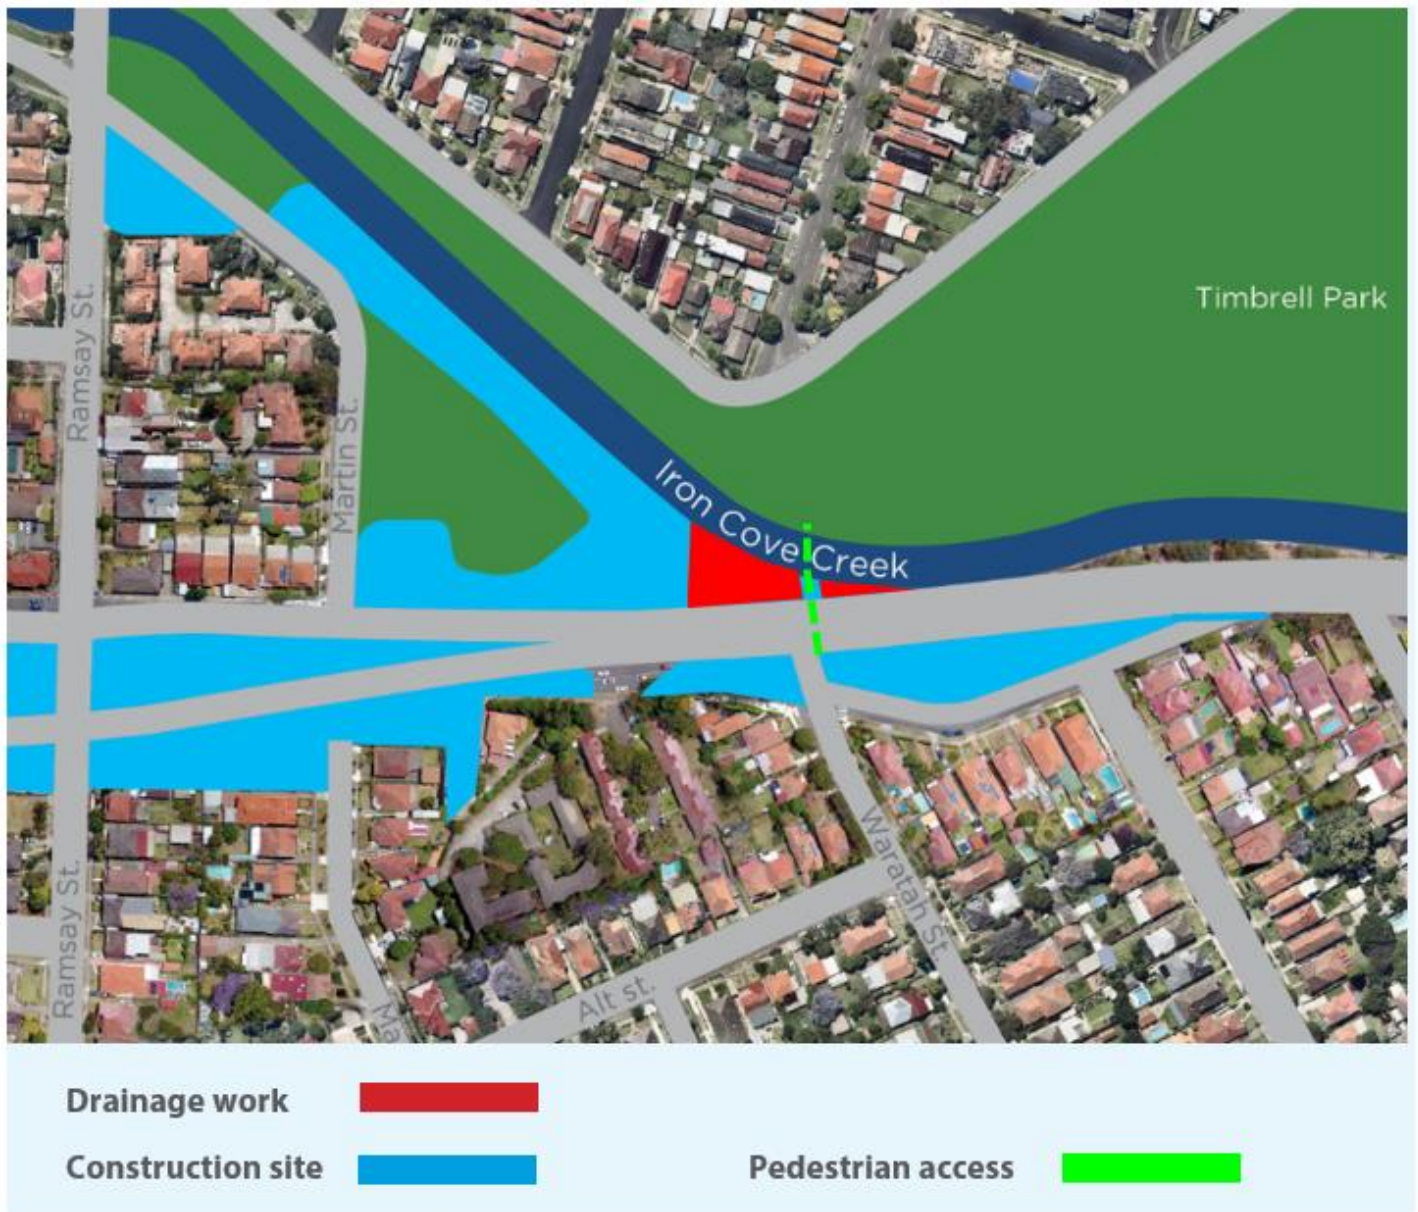 Timbrell Park
Ramsay St.
Martin St.
Iron Cove Creek
Waratah St.
Ramsay St.
Alt st.
Ma
Drainage work
Construction site
Pedestrian access